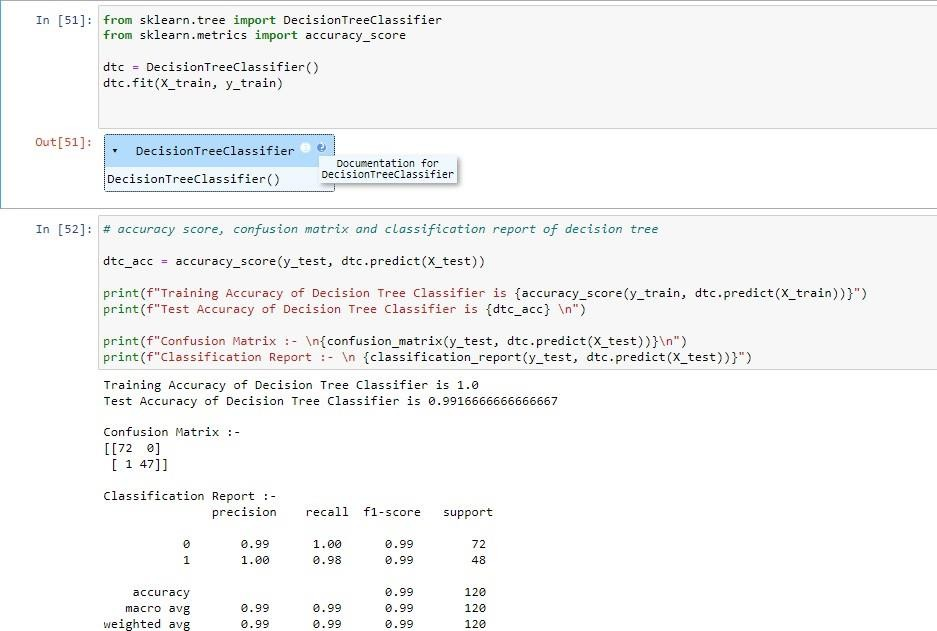 In [51]: from sklearn.tree import DecisionTreeClassifier
from sklearn.metrics import accuracy_score
dtc = DecisionTreeClassifier()
dtc.fit(X_train, y_train)
Out[51]: ▾ DecisionTreeClassifier i ?
Documentation for
DecisionTreeClassifier
DecisionTreeClassifier()
In [52]: # accuracy score, confusion matrix and classification report of decision tree
dtc_acc = accuracy_score(y_test, dtc.predict(X_test))
print(f"Training Accuracy of Decision Tree Classifier is {accuracy_score(y_train, dtc.predict(X_train))}")
print(f"Test Accuracy of Decision Tree Classifier is {dtc_acc} \n")
print(f"Confusion Matrix :- \n{confusion_matrix(y_test, dtc.predict(X_test))}\n")
print(f"Classification Report :- \n {classification_report(y_test, dtc.predict(X_test))}")
Training Accuracy of Decision Tree Classifier is 1.0
Test Accuracy of Decision Tree Classifier is 0.9916666666666667
Confusion Matrix :-
[[72  0]
 [ 1 47]]
Classification Report :-
precision    recall  f1-score   support
0       0.99      1.00      0.99        72
1       1.00      0.98      0.99        48
accuracy                           0.99       120
macro avg       0.99      0.99      0.99       120
weighted avg       0.99      0.99      0.99       120